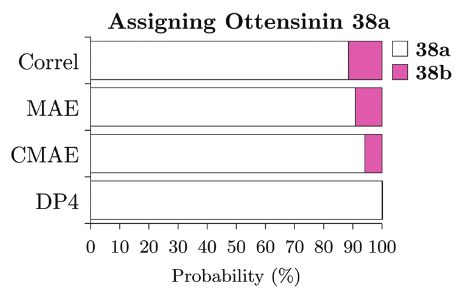 Assigning Ottensinin 38a
38a
38b
Correl
MAE
CMAE
DP4
0 10 20 30 40 50 60 70 80 90 100
Probability (%)